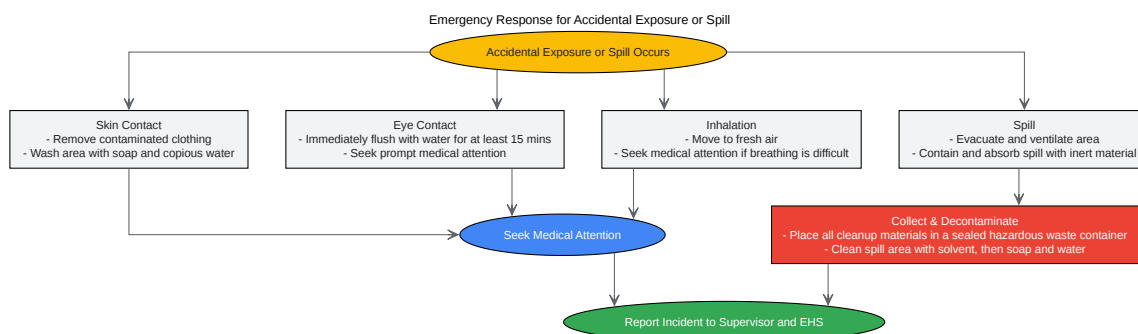 Emergency Response for Accidental Exposure or Spill
Accidental Exposure or Spill Occurs
Skin Contact
- Remove contaminated clothing
- Wash area with soap and copious water
Eye Contact
- Immediately flush with water for at least 15 mins
- Seek prompt medical attention
Inhalation
- Move to fresh air
- Seek medical attention if breathing is difficult
Spill
- Evacuate and ventilate area
- Contain and absorb spill with inert material
Seek Medical Attention
Collect & Decontaminate
- Place all cleanup materials in a sealed hazardous waste container
- Clean spill area with solvent, then soap and water
Report Incident to Supervisor and EHS